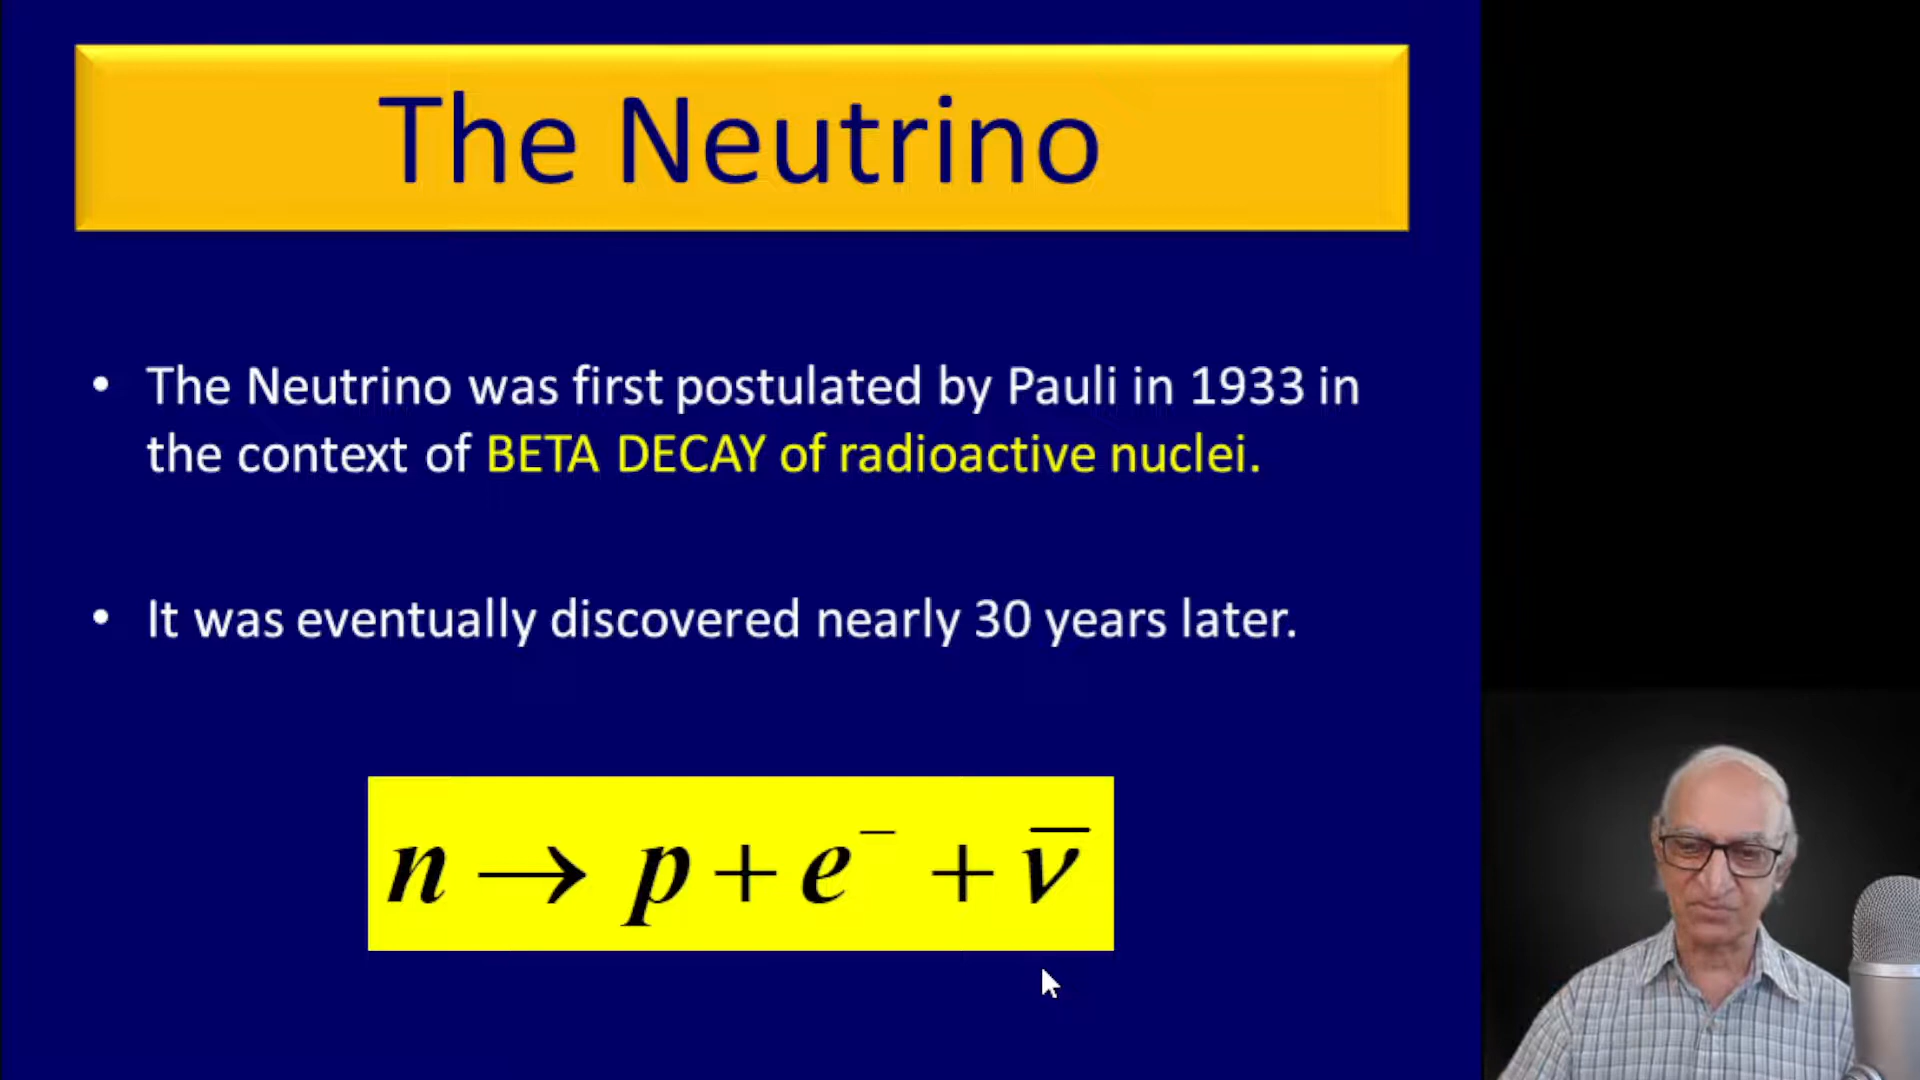 The Neutrino
• The Neutrino was first postulated by Pauli in 1933 in
the context of BETA DECAY of radioactive nuclei.
• It was eventually discovered nearly 30 years later.
n → p + e⁻ + ν̅